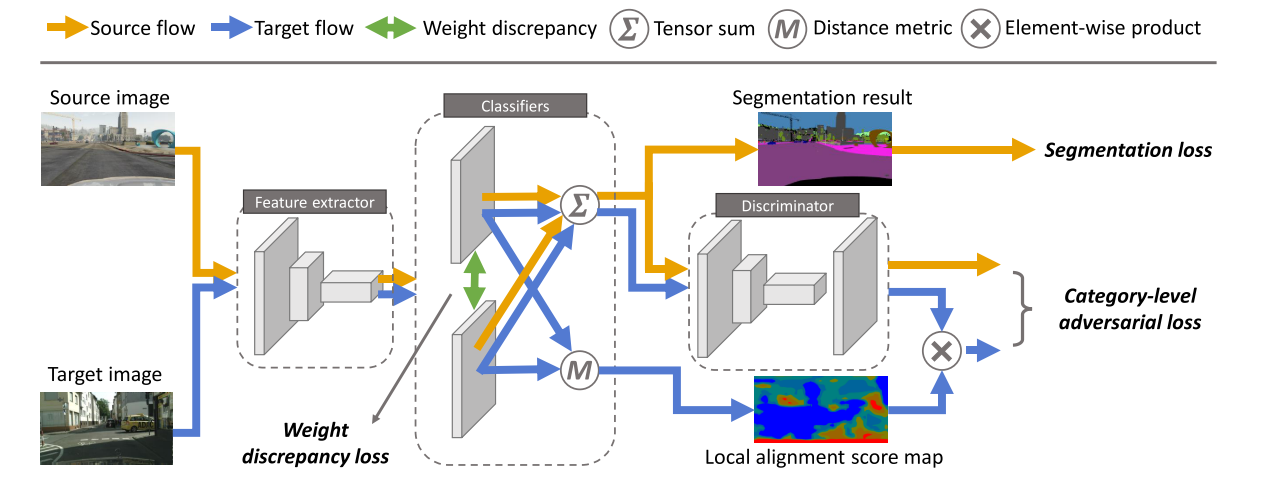 Source flow
Target flow
Weight discrepancy
Σ Tensor sum
M Distance metric
× Element-wise product
Source image
Classifiers
Segmentation result
Segmentation loss
Feature extractor
Σ
Discriminator
Category-level
adversarial loss
Target image
M
×
Weight
discrepancy loss
Local alignment score map